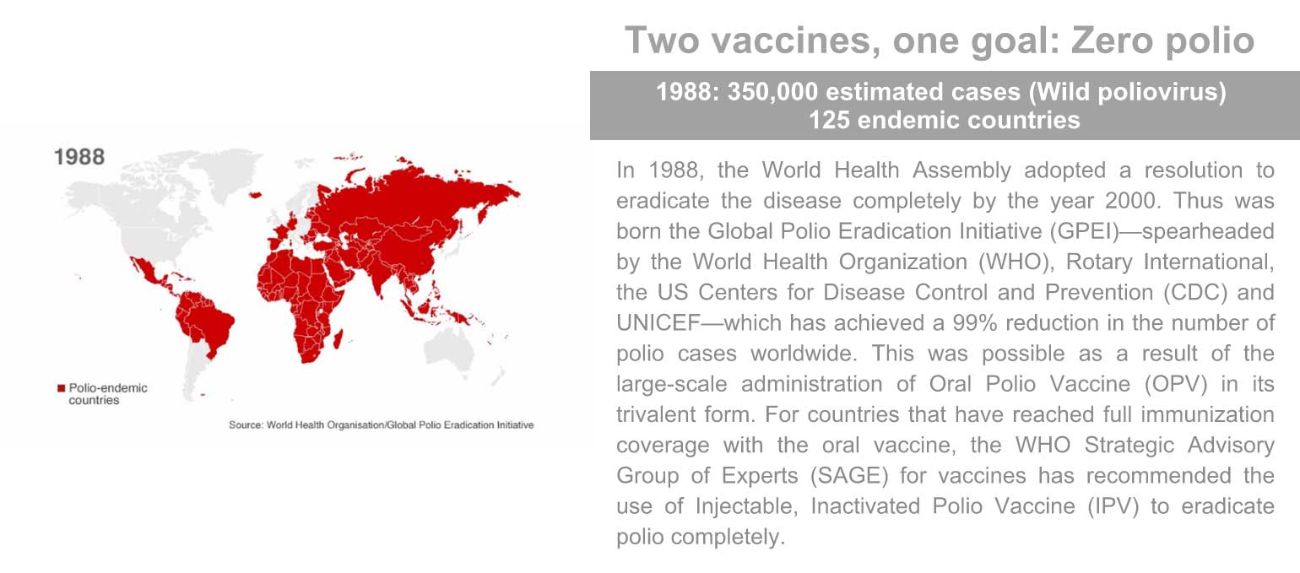 Two vaccines, one goal: Zero polio
1988: 350,000 estimated cases (Wild poliovirus)
125 endemic countries
1988
Polio-endemic
countries
Source: World Health Organisation/Global Polio Eradication Initiative
In 1988, the World Health Assembly adopted a resolution to
eradicate the disease completely by the year 2000. Thus was
born the Global Polio Eradication Initiative (GPEI)—spearheaded
by the World Health Organization (WHO), Rotary International,
the US Centers for Disease Control and Prevention (CDC) and
UNICEF—which has achieved a 99% reduction in the number of
polio cases worldwide. This was possible as a result of the
large-scale administration of Oral Polio Vaccine (OPV) in its
trivalent form. For countries that have reached full immunization
coverage with the oral vaccine, the WHO Strategic Advisory
Group of Experts (SAGE) for vaccines has recommended the
use of Injectable, Inactivated Polio Vaccine (IPV) to eradicate
polio completely.